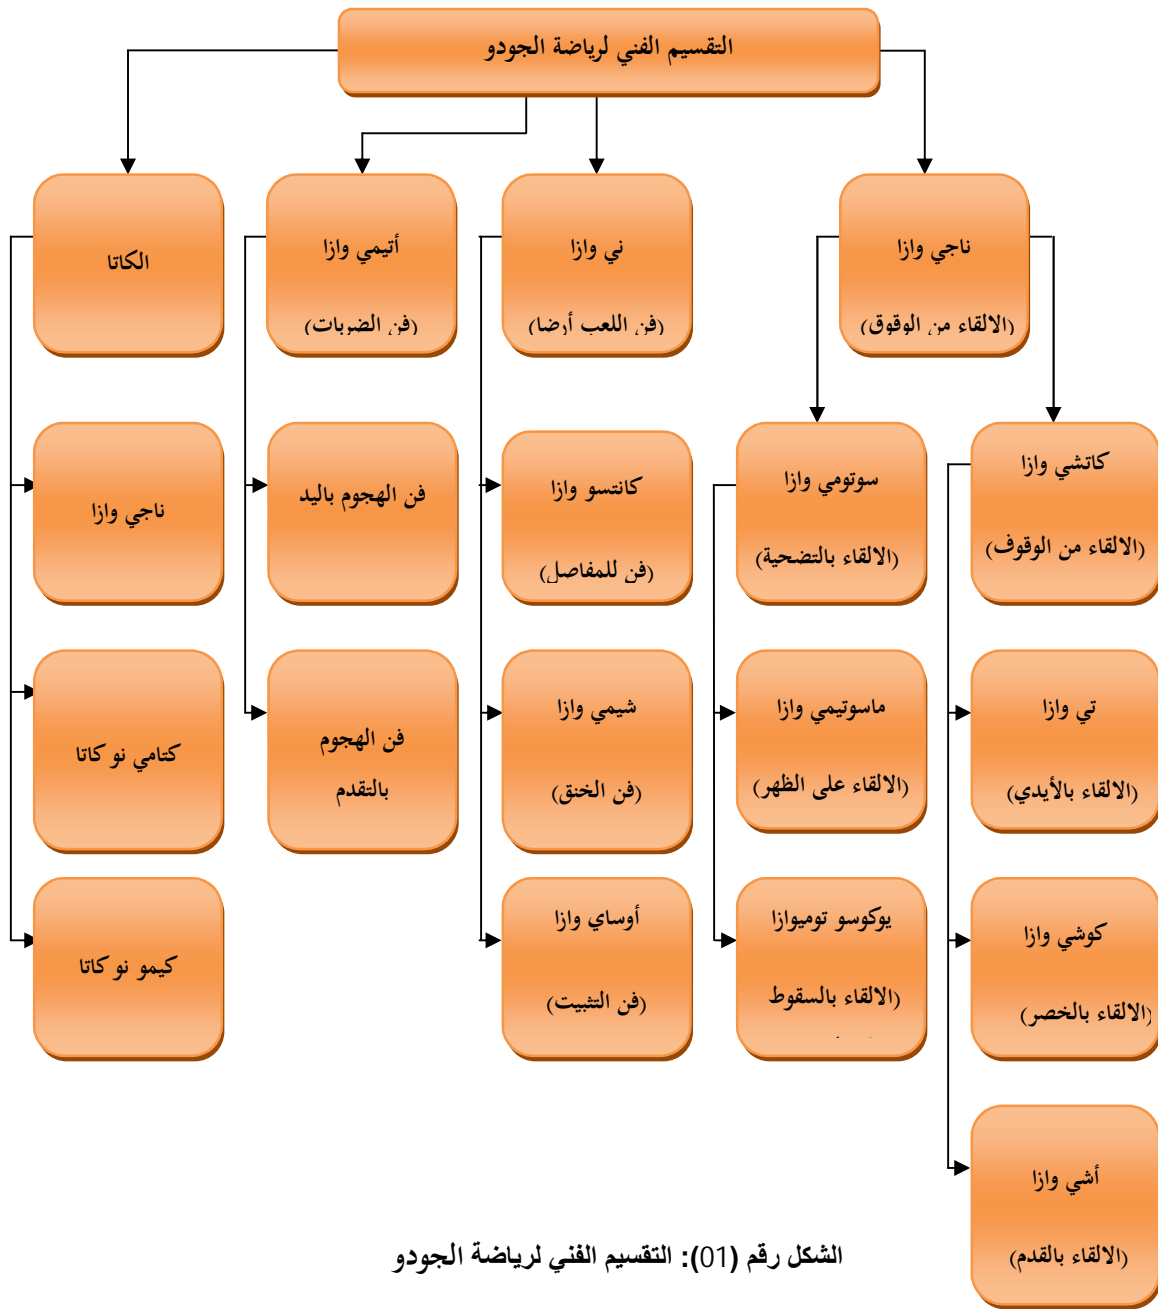 التقسيم الفني لرياضة الجودو
ناجي وازا
(الالقاء من الوقوق)
ني وازا
(فن اللعب أرضا)
أتيمي وازا
(فن الضربات)
الكاتا
كاتشي وازا
(الالقاء من الوقوف)
سوتومي وازا
(الالقاء بالتضحية)
كانتسو وازا
(فن للمفاصل)
فن الهجوم باليد
ناجي وازا
تي وازا
(الالقاء بالأيدي)
ماسوتيمي وازا
(الالقاء على الظهر)
شيمي وازا
(فن الخنق)
فن الهجوم
بالتقدم
كتامي نو كاتا
كوشي وازا
(الالقاء بالخصر)
يوكوسو توميوازا
(الالقاء بالسقوط
أوساي وازا
(فن التثبيت)
كيمو نو كاتا
أشي وازا
(الالقاء بالقدم)
الشكل رقم (01): التقسيم الفني لرياضة الجودو